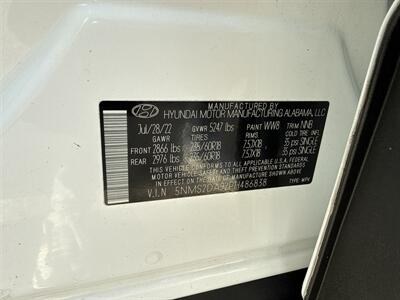 MANUFACTURED BY
HYUNDAI MOTOR MANUFACTURING ALABAMA, LLC
Jul/28/22 GVWR 5247 lbs PAINT WW8 TRIM NNB
GAWR TIRES RIMS COLD TIRE INF. PRES.
FRONT 2866 lbs 235/60R18 7.5JX18 35 psi SINGLE
REAR 2976 lbs 235/60R18 7.5JX18 35 psi SINGLE
THIS VEHICLE CONFORMS TO ALL APPLICABLE U.S.A. FEDERAL
MOTOR VEHICLE SAFETY, BUMPER, AND THEFT PREVENTION
STANDARDS IN EFFECT ON THE DATE OF MANUFACTURE SHOWN ABOVE.
V.I.N